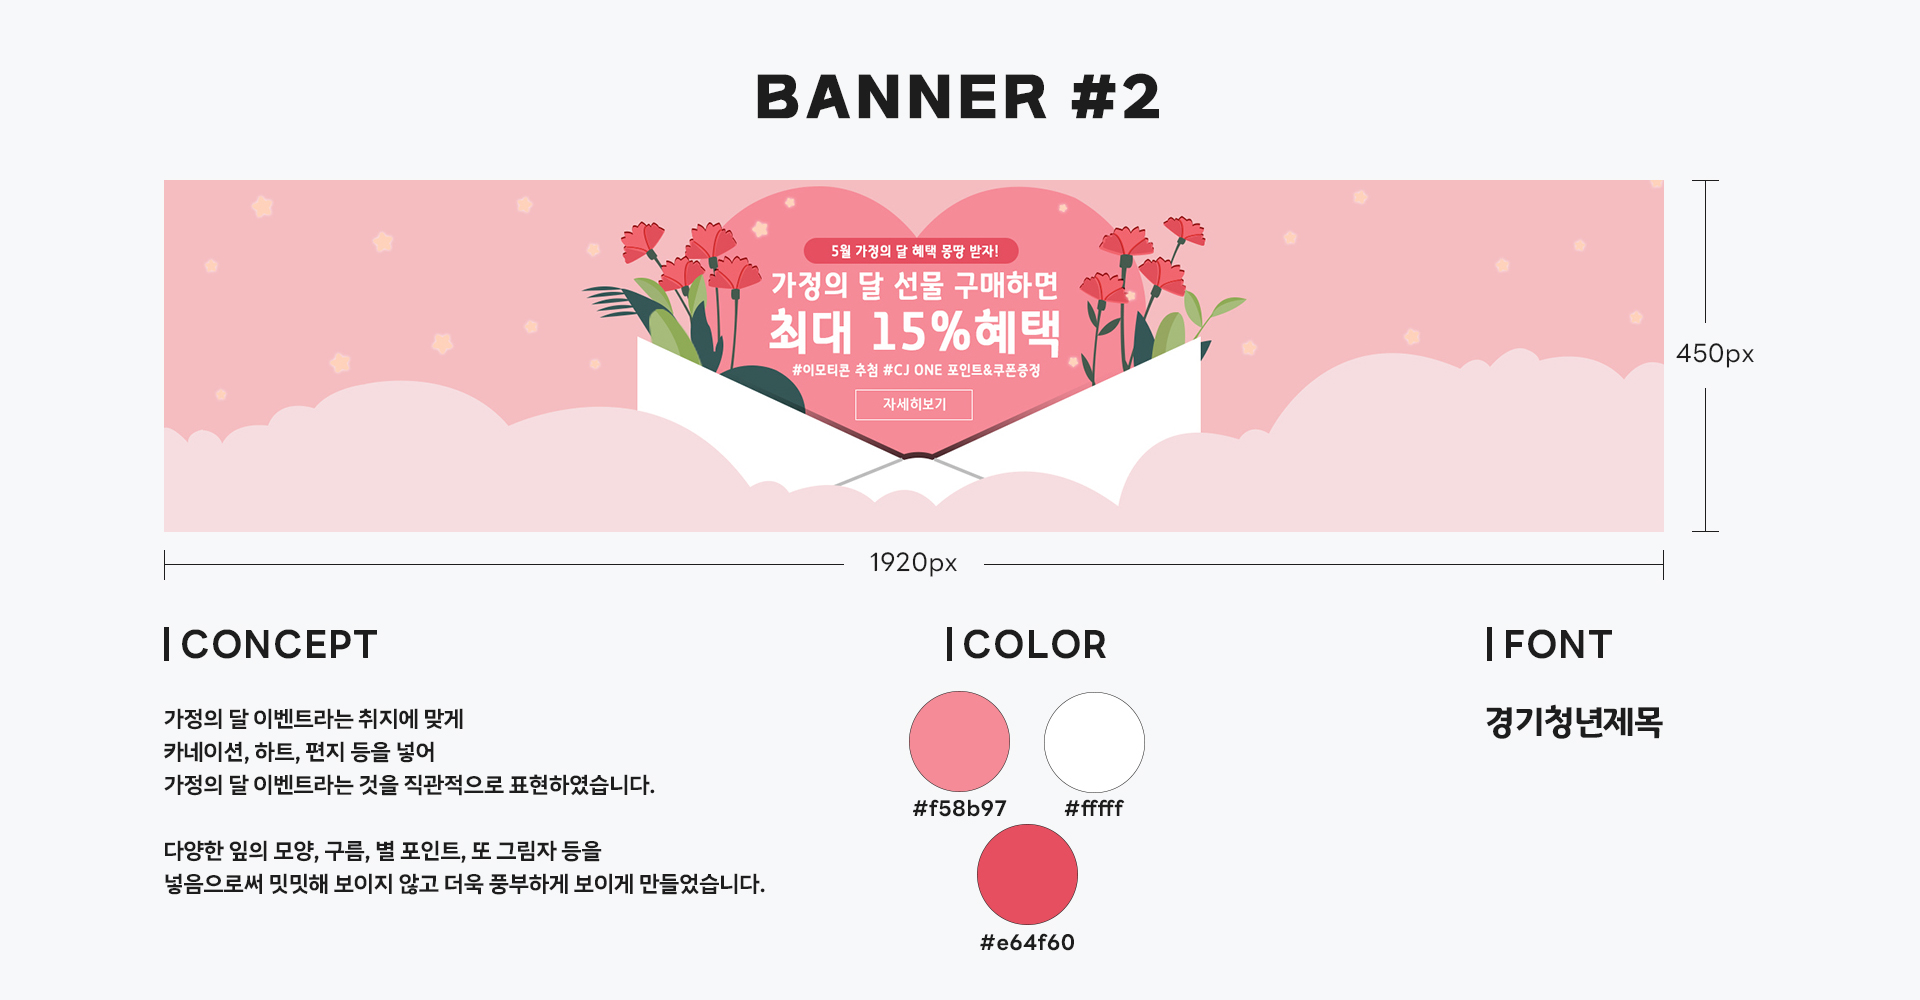 BANNER #2
5월 가정의 달 혜택 몽땅 받자!
가정의 달 선물 구매하면
최대 15%혜택
#이모티콘 추첨 #CJ ONE 포인트&쿠폰증정
자세히보기
450px
1920px
CONCEPT
가정의 달 이벤트라는 취지에 맞게
카네이션, 하트, 편지 등을 넣어
가정의 달 이벤트라는 것을 직관적으로 표현하였습니다.
다양한 잎의 모양, 구름, 별 포인트, 또 그림자 등을
넣음으로써 밋밋해 보이지 않고 더욱 풍부하게 보이게 만들었습니다.
COLOR
#f58b97
#fffff
#e64f60
FONT
경기청년제목